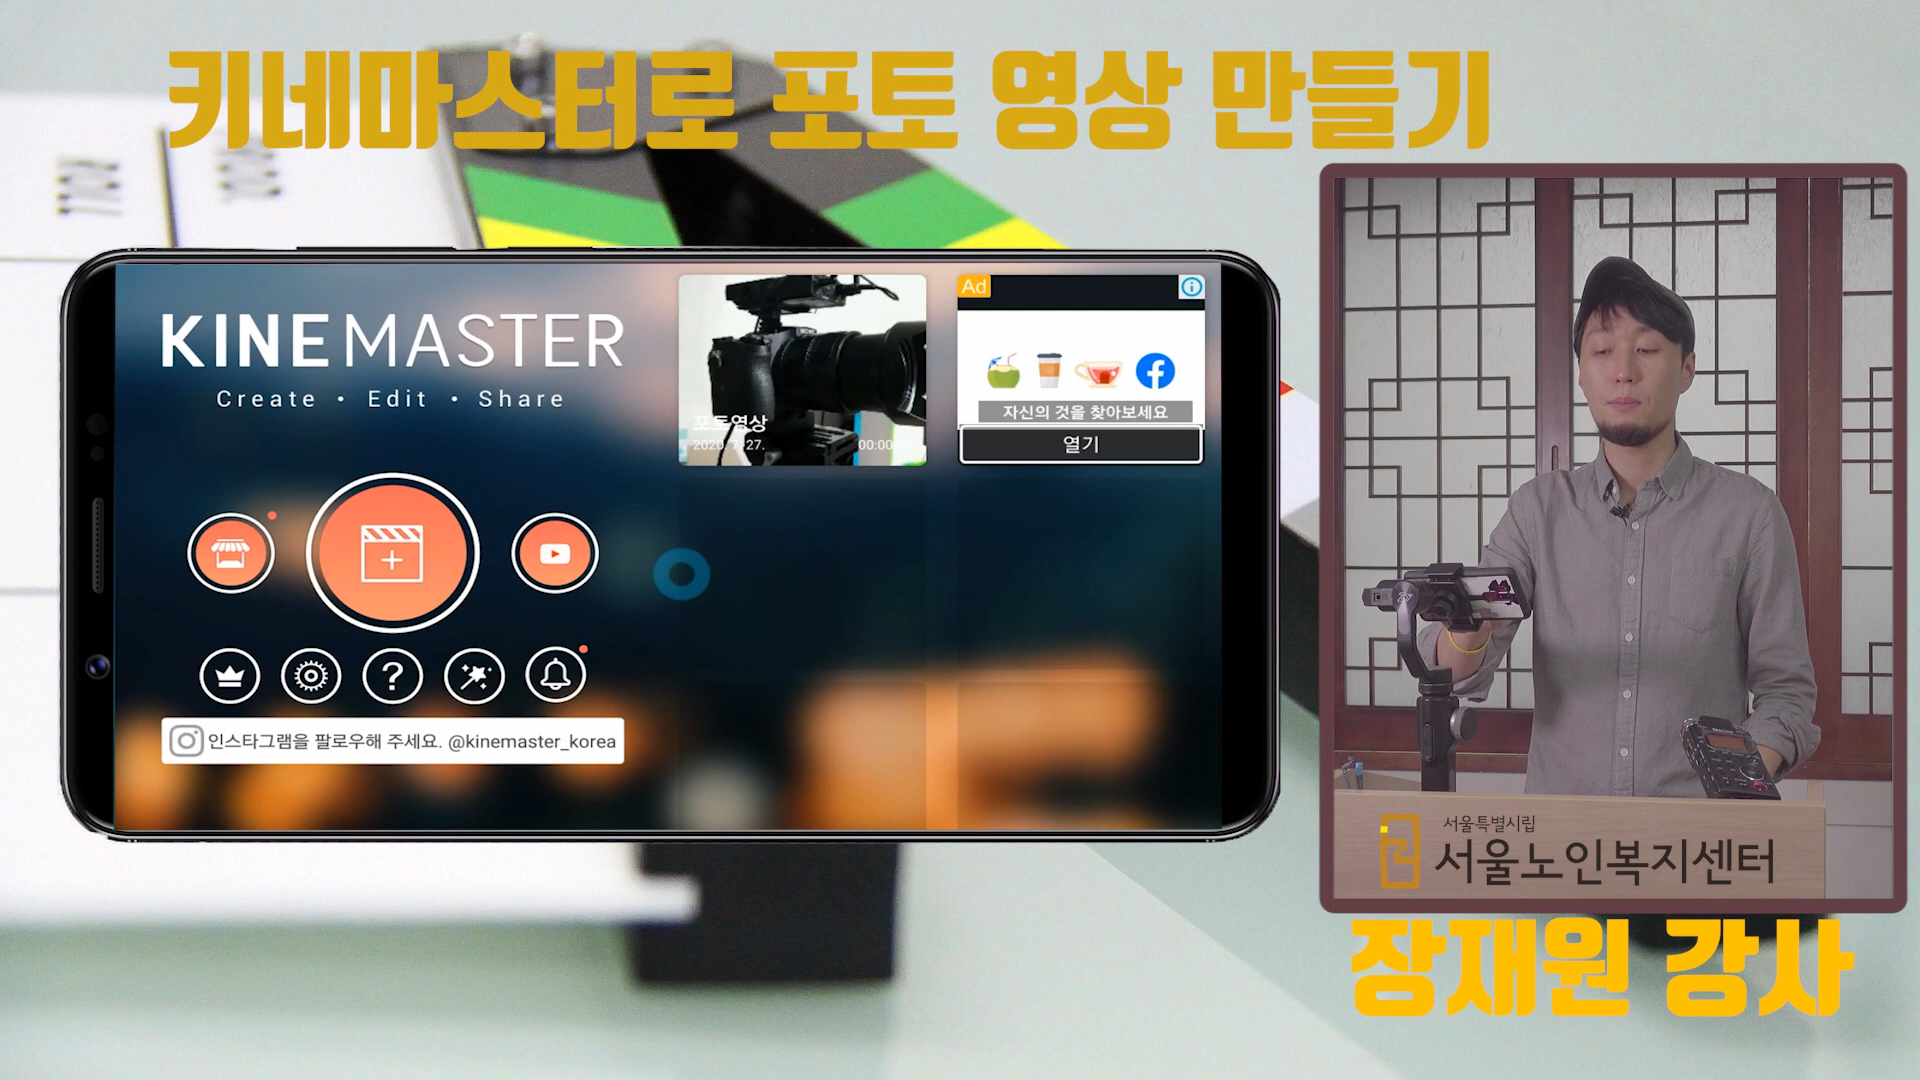 키네마스터로 포토 영상 만들기
KINEMASTER
Create • Edit • Share
포토영상
2020. 7. 27.
Ad
자신의 것을 찾아보세요
열기
인스타그램을 팔로우해 주세요. @kinemaster_korea
서울특별시립
서울노인복지센터
장재원 강사